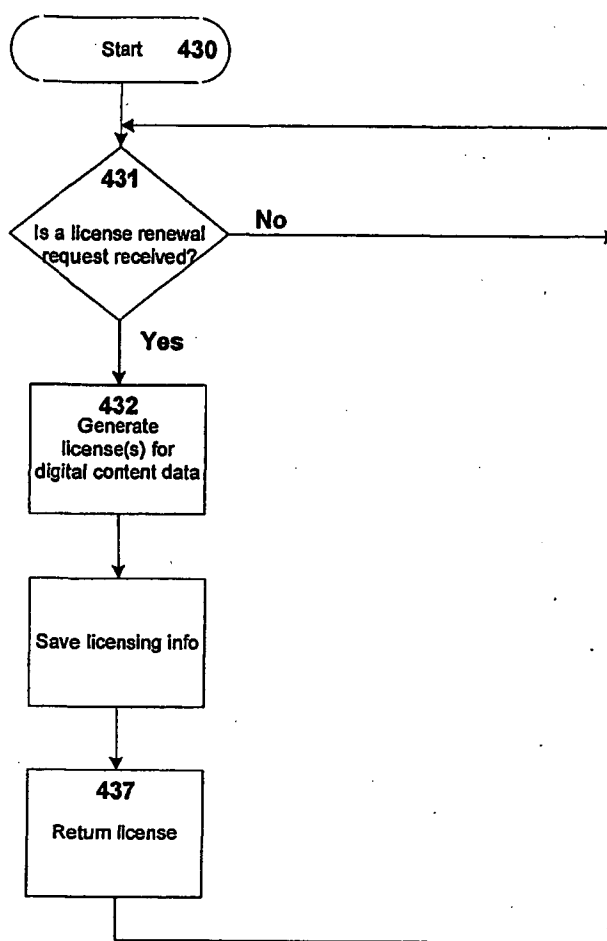 Start 430
431
Is a license renewal
request received?
No
Yes
432
Generate
license(s) for
digital content data
Save licensing info
437
Return license